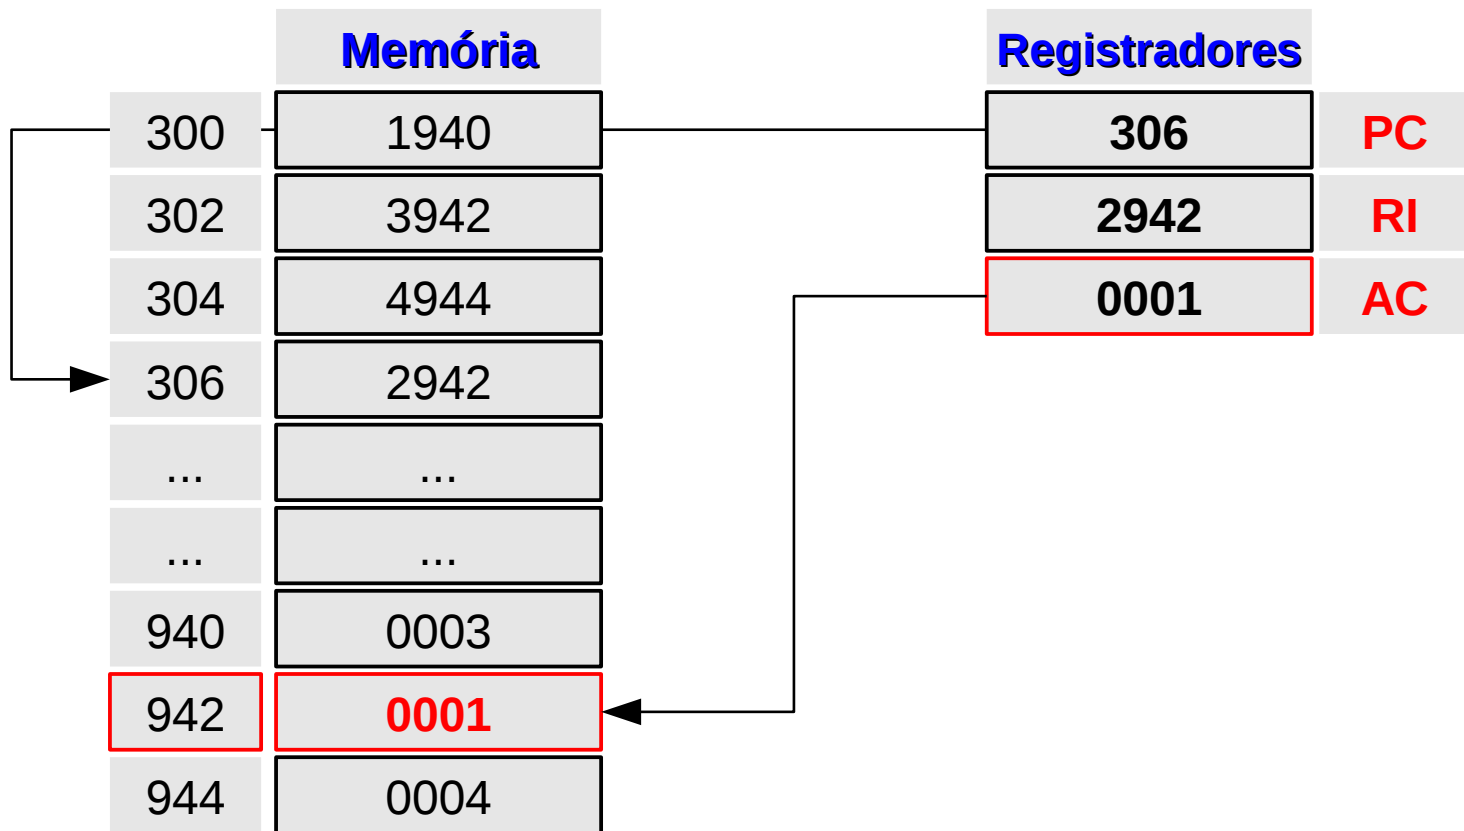 Memória Registradores
300 1940 306 PC
302 3942 2942 RI
304 4944 0001 AC
306 2942
... ...
... ...
940 0003
942 0001
944 0004